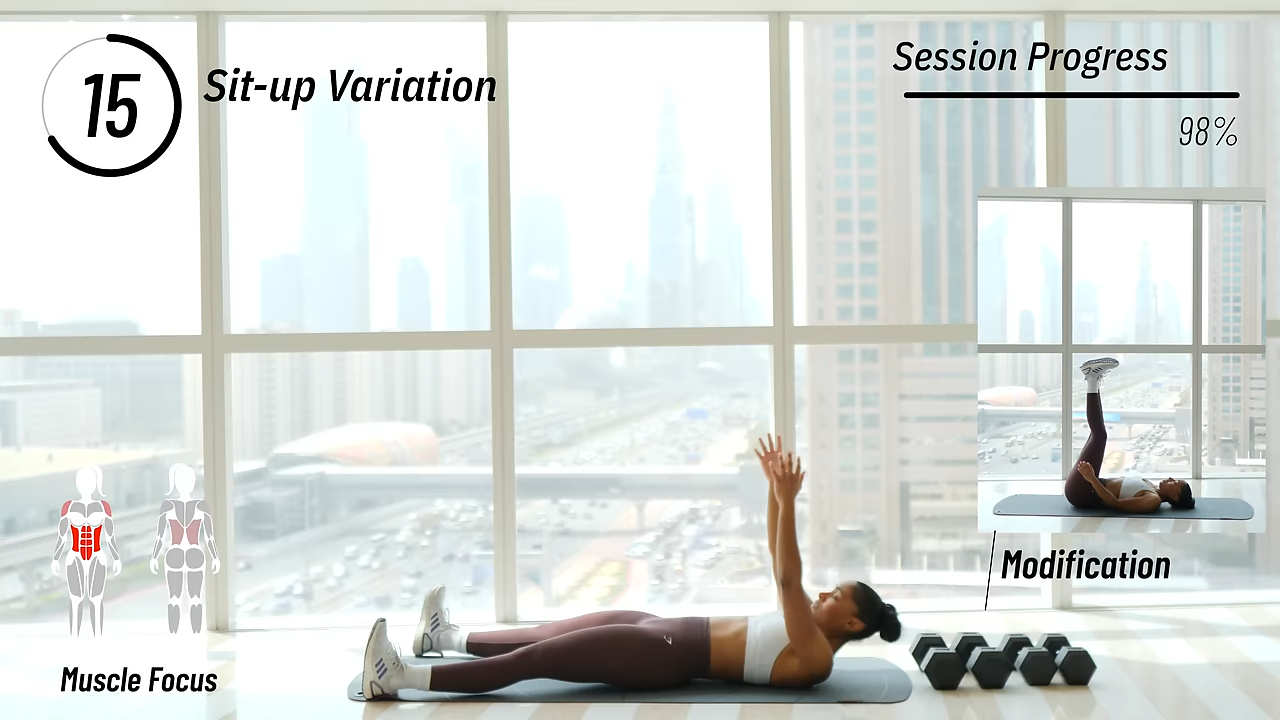 15
Sit-up Variation
Session Progress
98%
Modification
Muscle Focus